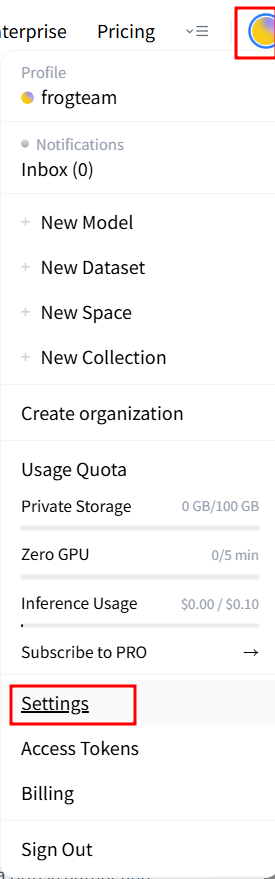 terprise Pricing
Profile
frogteam
Notifications
Inbox (0)
+ New Model
+ New Dataset
+ New Space
+ New Collection
Create organization
Usage Quota
Private Storage 0 GB/100 GB
Zero GPU 0/5 min
Inference Usage $0.00 / $0.10
Subscribe to PRO →
Settings
Access Tokens
Billing
Sign Out